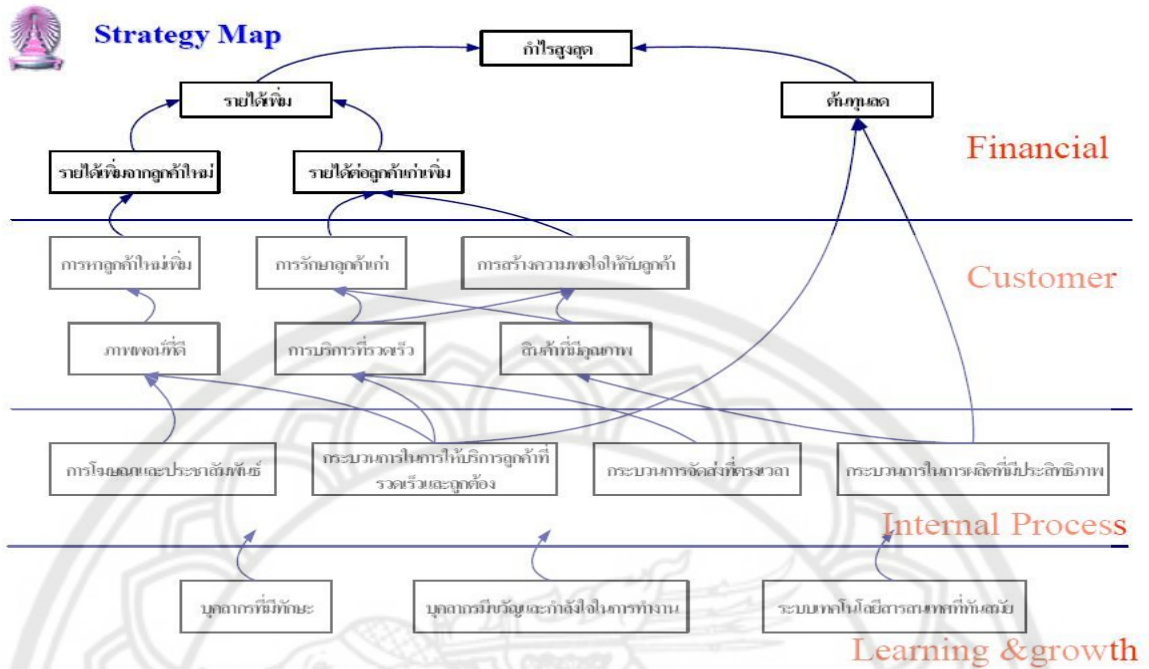 Strategy Map
กำไรสูงสุด
รายได้เพิ่ม
ต้นทุนลด
Financial
รายได้เพิ่มจากลูกค้าใหม่
รายได้ต่อลูกค้าเก่าเพิ่ม
การหาลูกค้าใหม่เพิ่ม
การรักษาลูกค้าเก่า
การสร้างความพอใจให้กับลูกค้า
Customer
ภาพพจน์ที่ดี
การบริการที่รวดเร็ว
สินค้าที่มีคุณภาพ
การโฆษณาและประชาสัมพันธ์
กระบวนการในการให้บริการลูกค้าที่
รวดเร็วและถูกต้อง
กระบวนการจัดส่งที่ตรงเวลา
กระบวนการในการผลิตที่มีประสิทธิภาพ
Internal Process
บุคลากรที่มีทักษะ
บุคลากรมีขวัญและกำลังใจในการทำงาน
ระบบเทคโนโลยีสารสนเทศที่ทันสมัย
Learning &growth